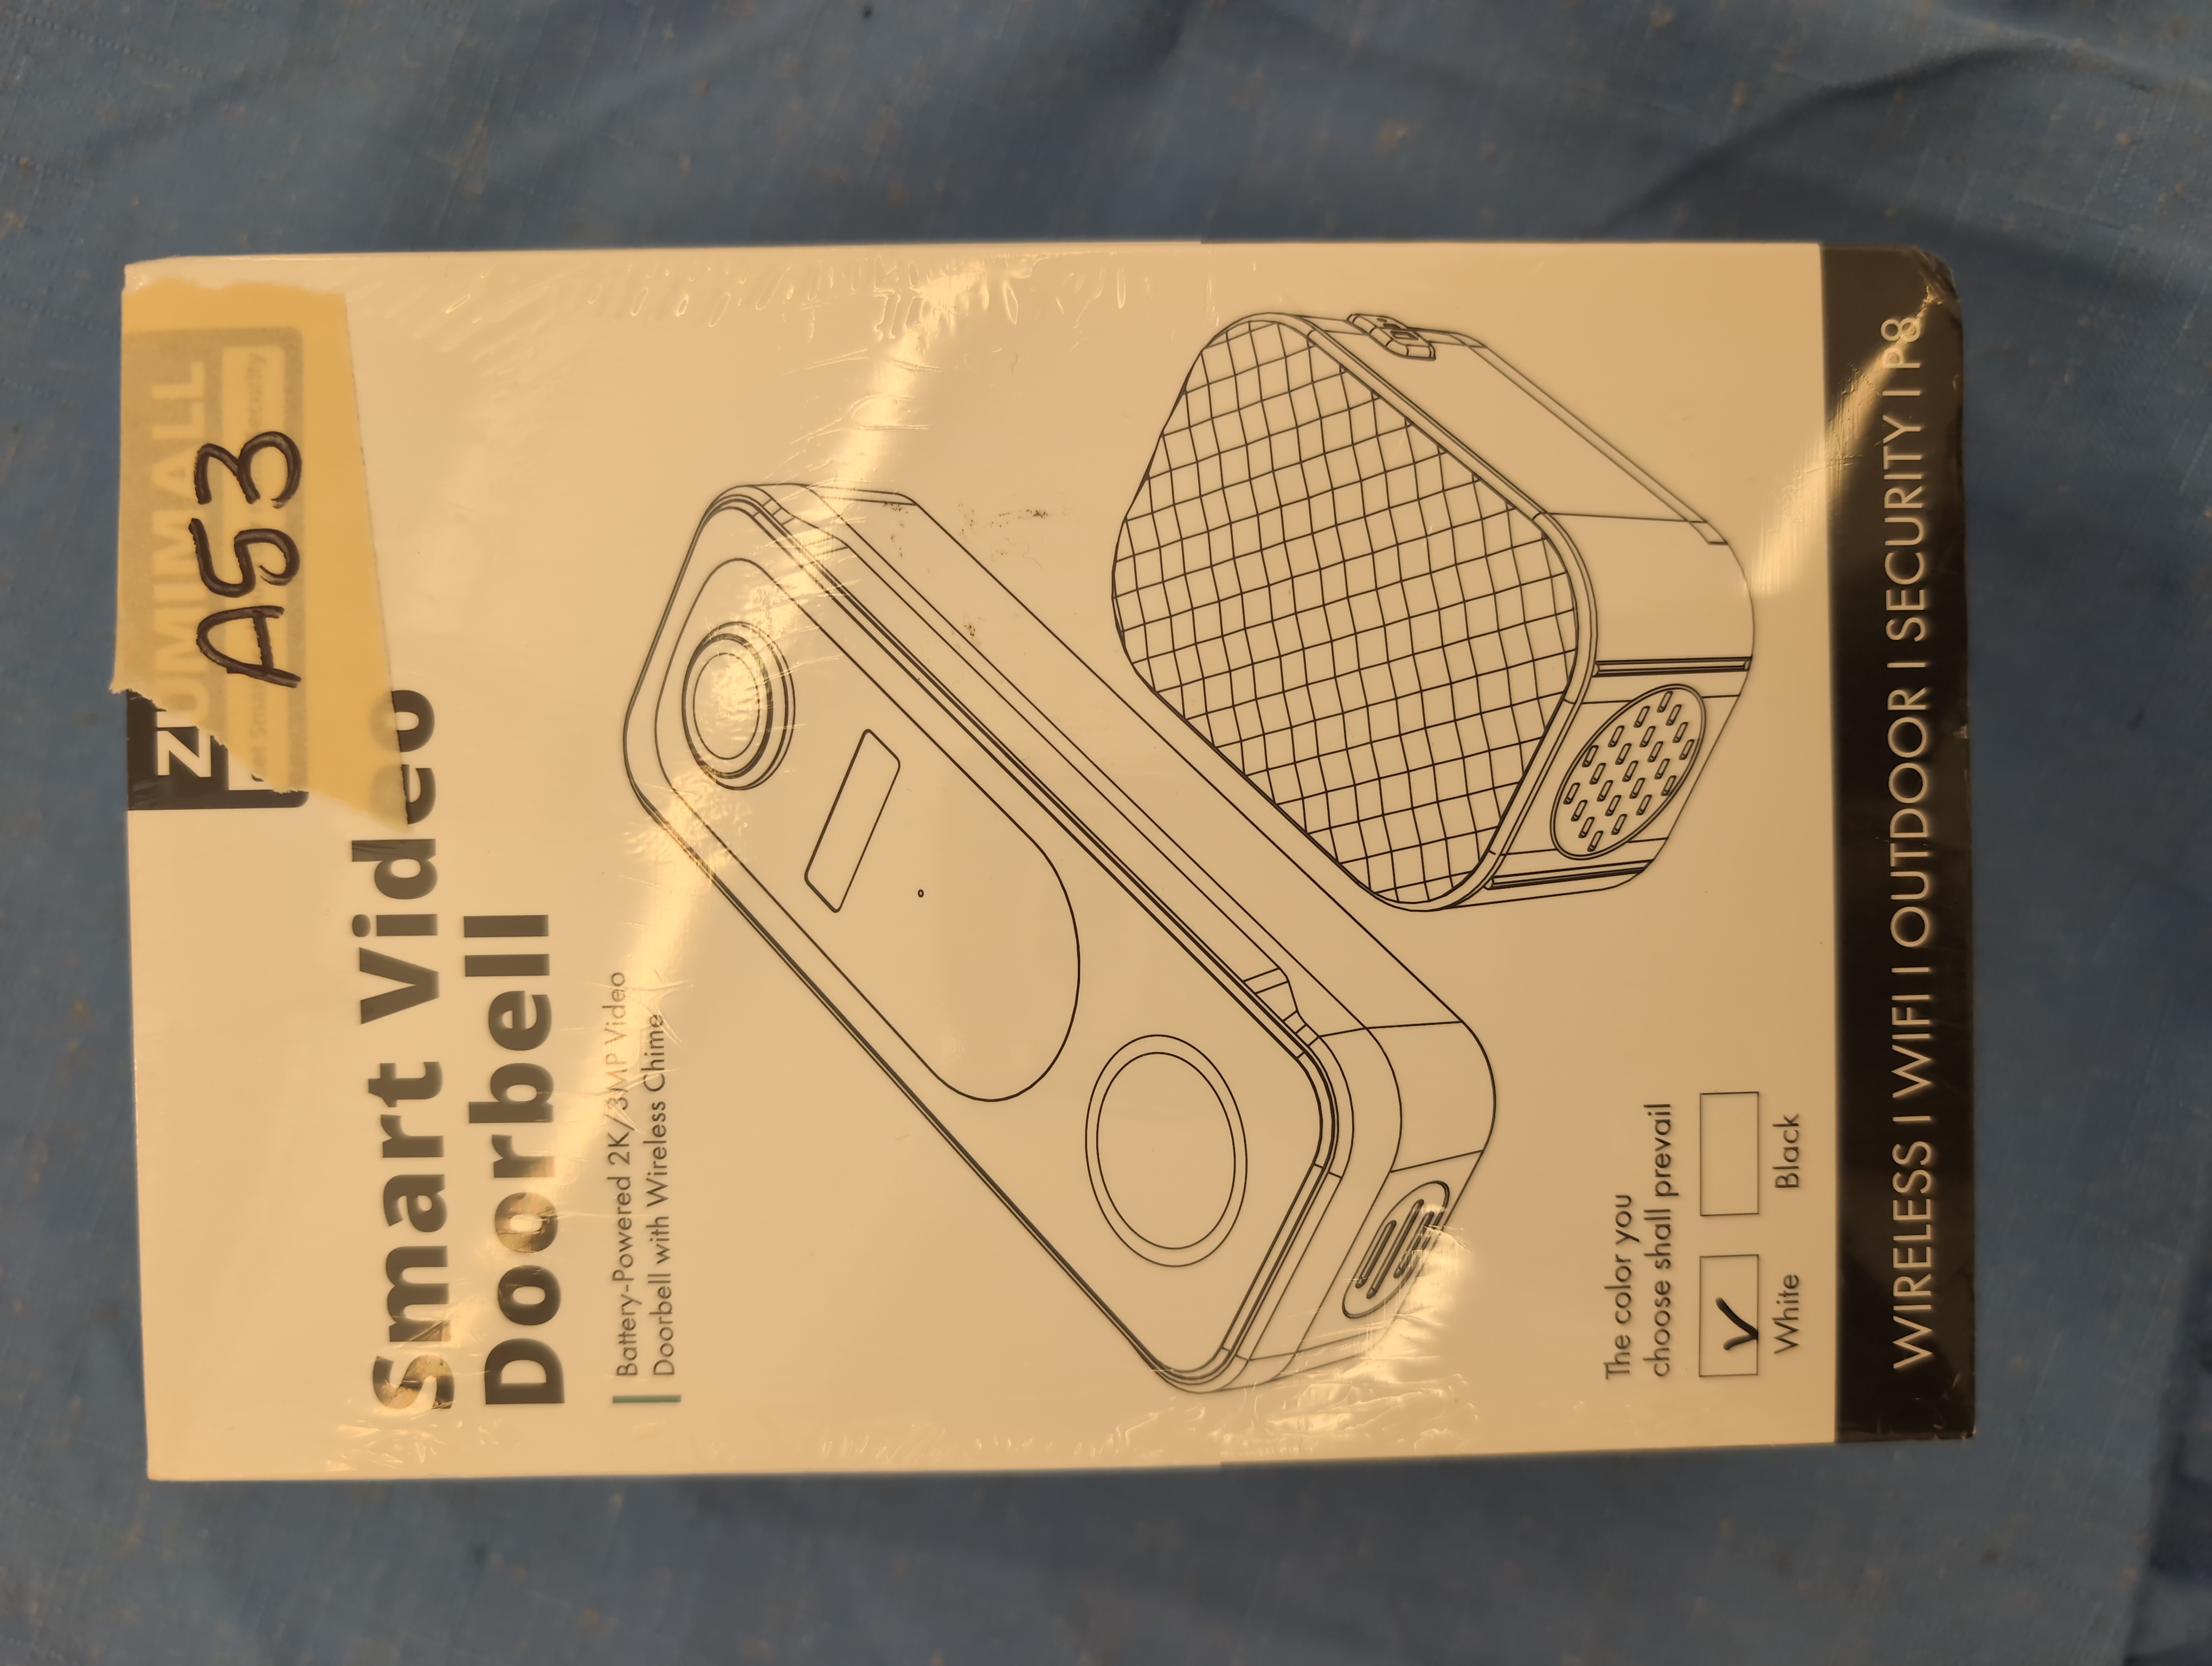 ZUMIMALL
A53
Smart Video
Doorbell
Battery-Powered 2K/3MP Video
Doorbell with Wireless Chime
The color you
choose shall prevail
White
Black
WIRELESS I WIFI I OUTDOOR I SECURITY I P8